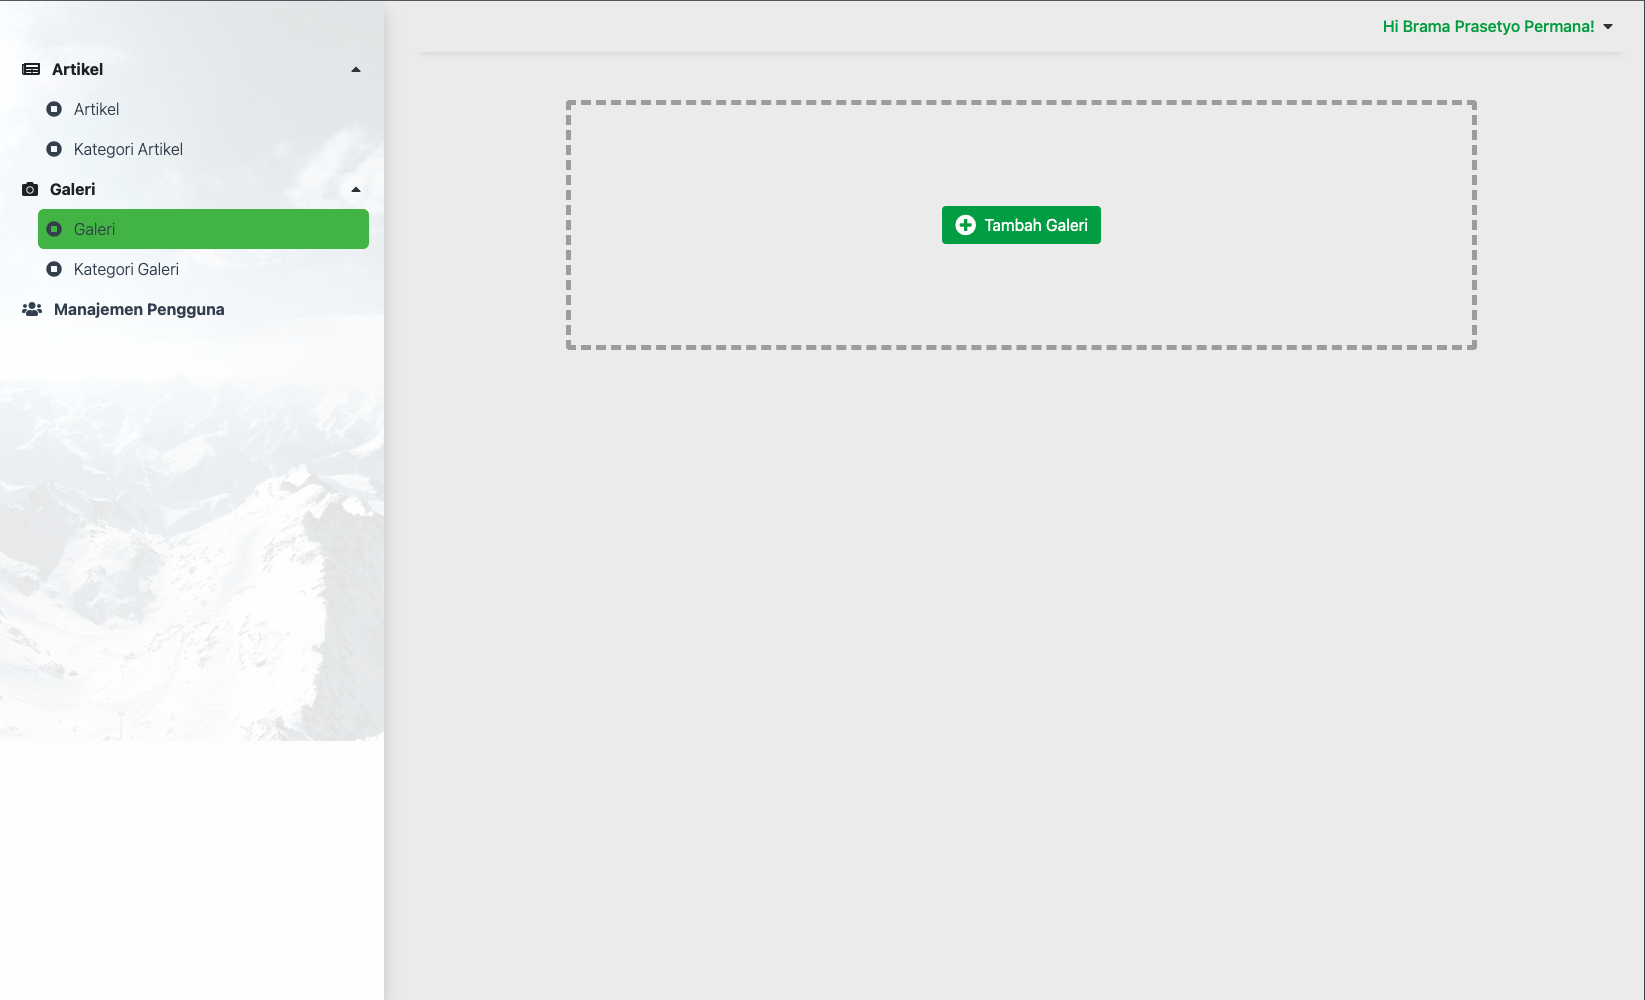 Hi Brama Prasetyo Permana!
Artikel
Artikel
Kategori Artikel
Galeri
Galeri
Kategori Galeri
Manajemen Pengguna
Tambah Galeri